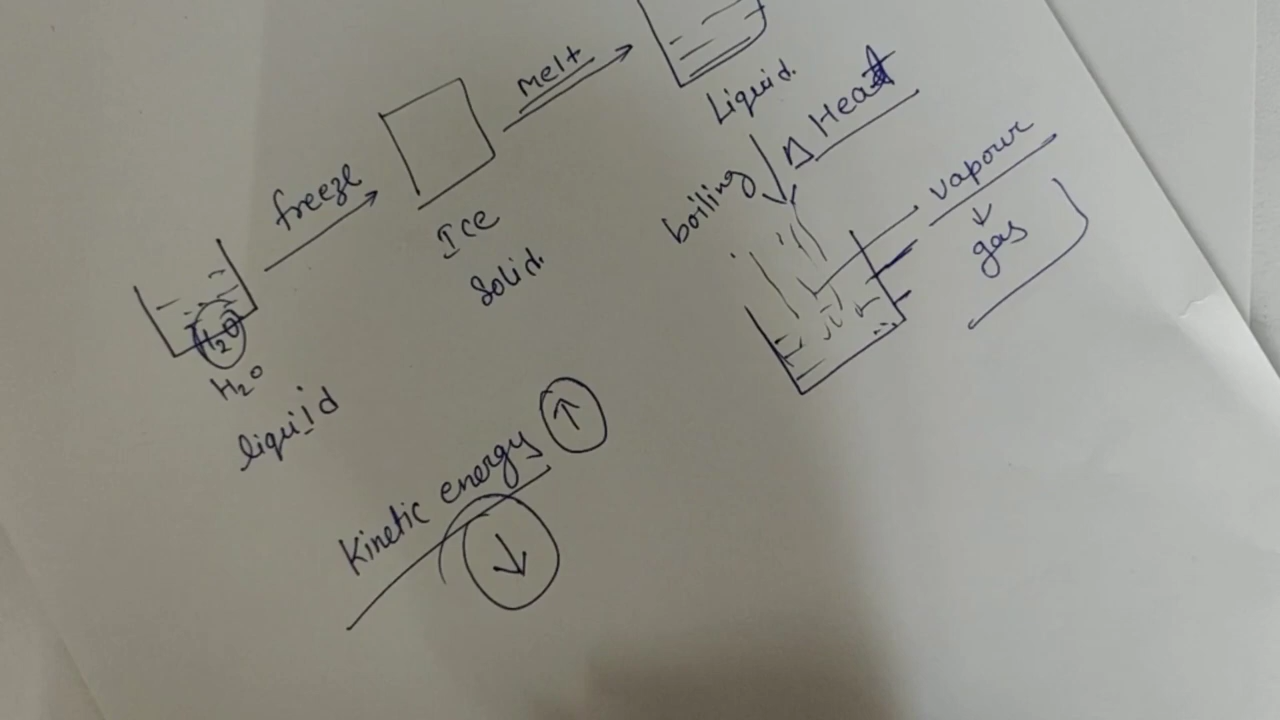 Melt
Liquid.
Δ Heat
freeze
boiling
vapour
gas
Ice
Solid.
H₂O
H₂O
liquid
Kinetic energy ↑
↓